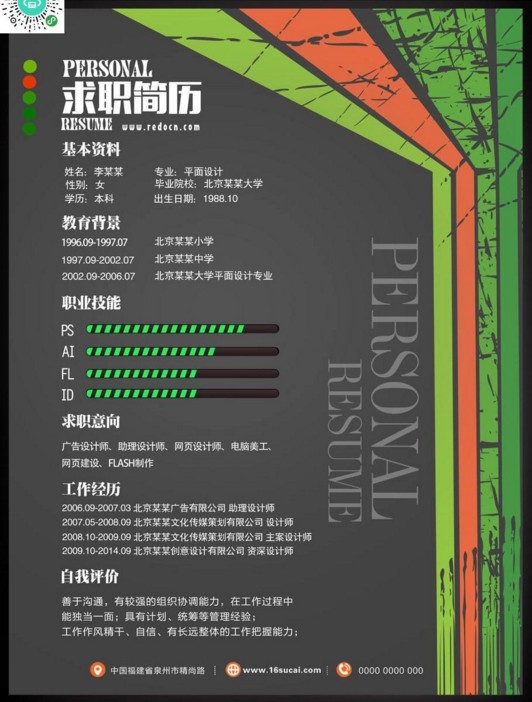 PERSONAL
求职简历
RESUME www.redocn.com
基本资料
姓名：李某某 专业：平面设计
性别：女 毕业院校：北京某某大学
学历：本科 出生日期：1988.10
教育背景
1996.09-1997.07 北京某某小学
1997.09-2002.07 北京某某中学
2002.09-2006.07 北京某某大学平面设计专业
职业技能
PS
AI
FL
ID
求职意向
广告设计师、助理设计师、网页设计师、电脑美工、
网页建设、FLASH制作
工作经历
2006.09-2007.03 北京某某广告有限公司 助理设计师
2007.05-2008.09 北京某某文化传媒策划有限公司 设计师
2008.10-2009.09 北京某某文化传媒策划有限公司 主案设计师
2009.10-2014.09 北京某某创意设计有限公司 资深设计师
自我评价
善于沟通，有较强的组织协调能力，在工作过程中
能独当一面；具有计划、统筹等管理经验；
工作作风精干、自信、有长远整体的工作把握能力；
PERSONAL
RESUME
中国福建省泉州市精尚路 www.16sucai.com 0000 0000 000